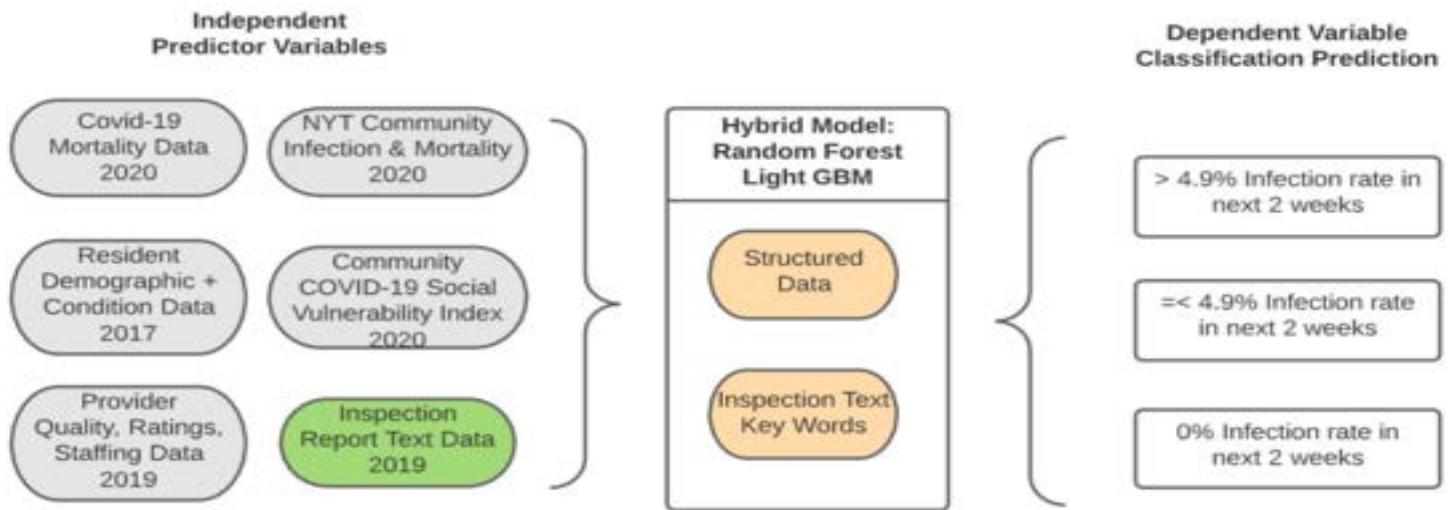 Independent
Predictor Variables
Covid-19
Mortality Data
2020
NYT Community
Infection & Mortality
2020
Resident
Demographic +
Condition Data
2017
Community
COVID-19 Social
Vulnerability Index
2020
Provider
Quality, Ratings,
Staffing Data
2019
Inspection
Report Text Data
2019
Hybrid Model:
Random Forest
Light GBM
Structured
Data
Inspection Text
Key Words
Dependent Variable
Classification Prediction
> 4.9% Infection rate in
next 2 weeks
=< 4.9% Infection rate
in next 2 weeks
0% Infection rate in
next 2 weeks